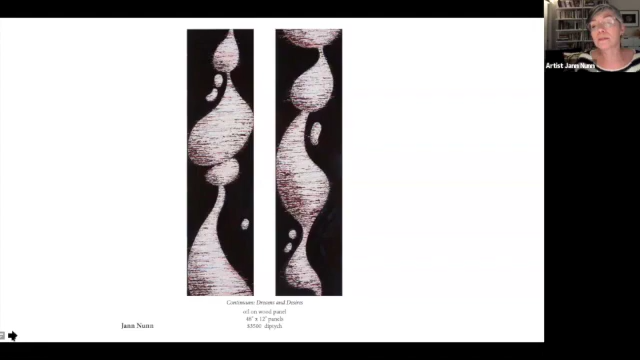 Artist Jann Nunn
Continuum: Dreams and Desires
oil on wood panel
48" x 12" panels
$3500 diptych
Jann Nunn